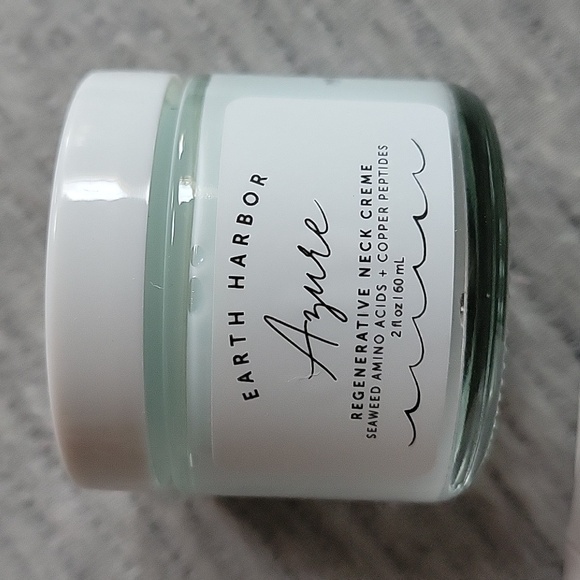 EARTH HARBOR
Azure
REGENERATIVE NECK CREME
SEAWEED AMINO ACIDS + COPPER PEPTIDES
2 fl oz | 60 mL